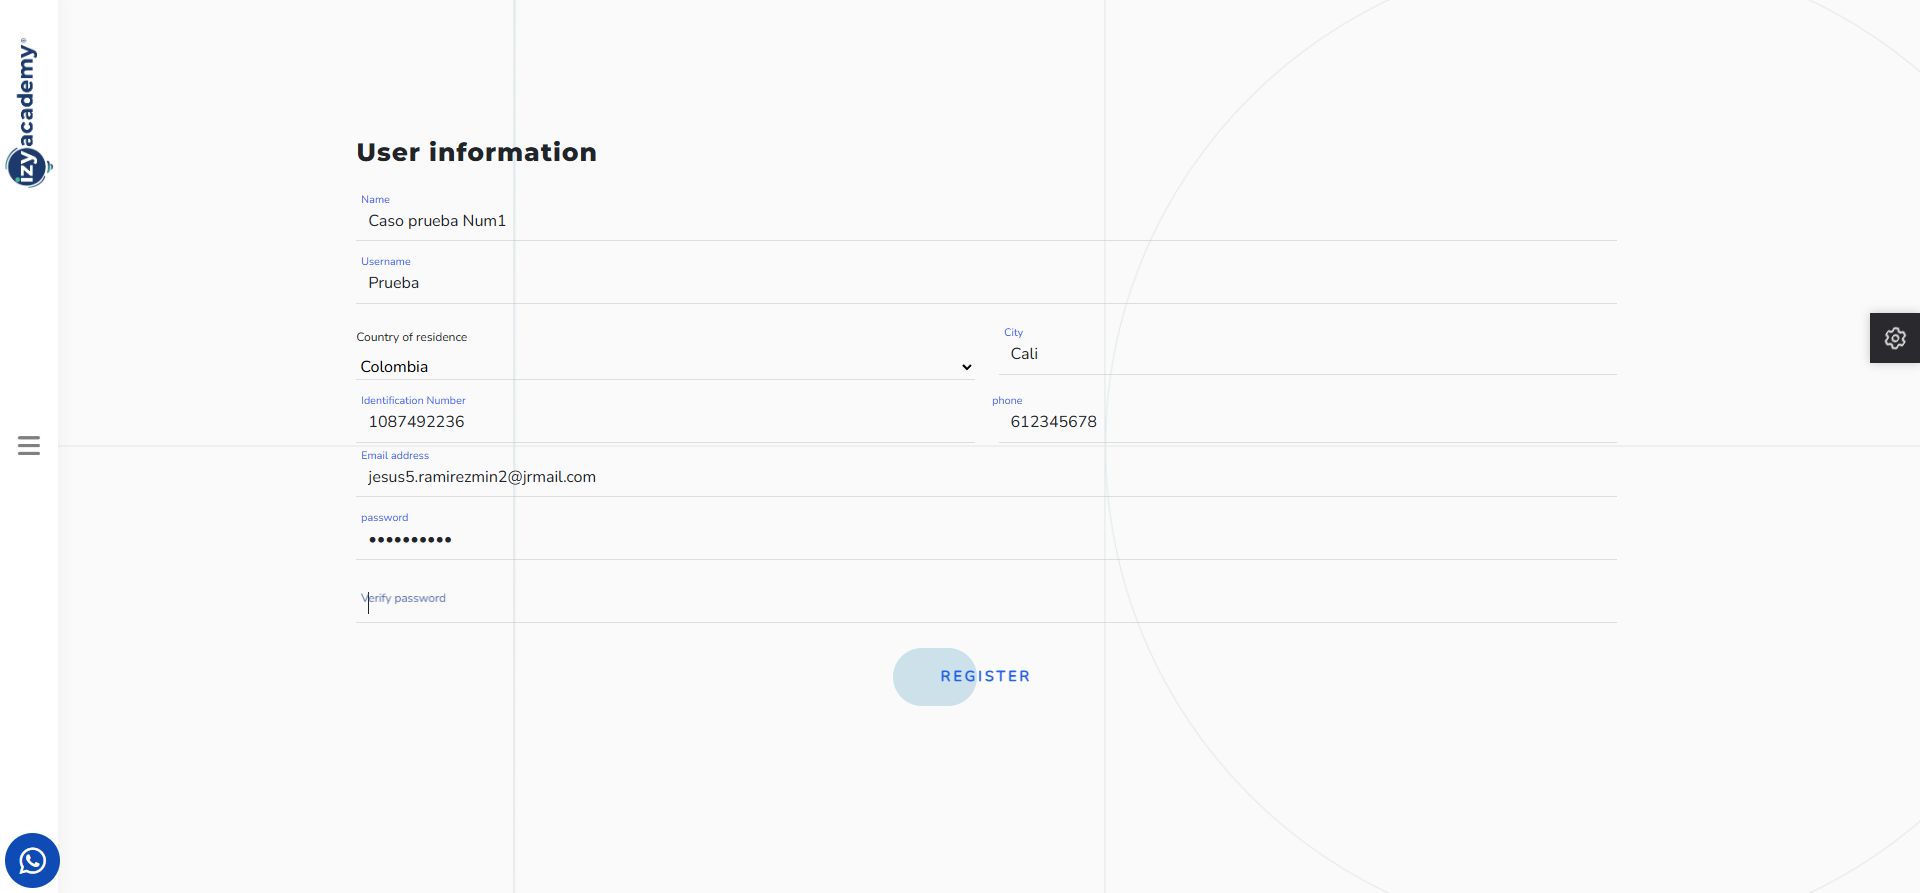 izyacademy®
User information
Name
Caso prueba Num1
Username
Prueba
Country of residence
Colombia
City
Cali
Identification Number
1087492236
phone
612345678
Email address
jesus5.ramirezmin2@jrmail.com
password
••••••••••
Verify password
REGISTER